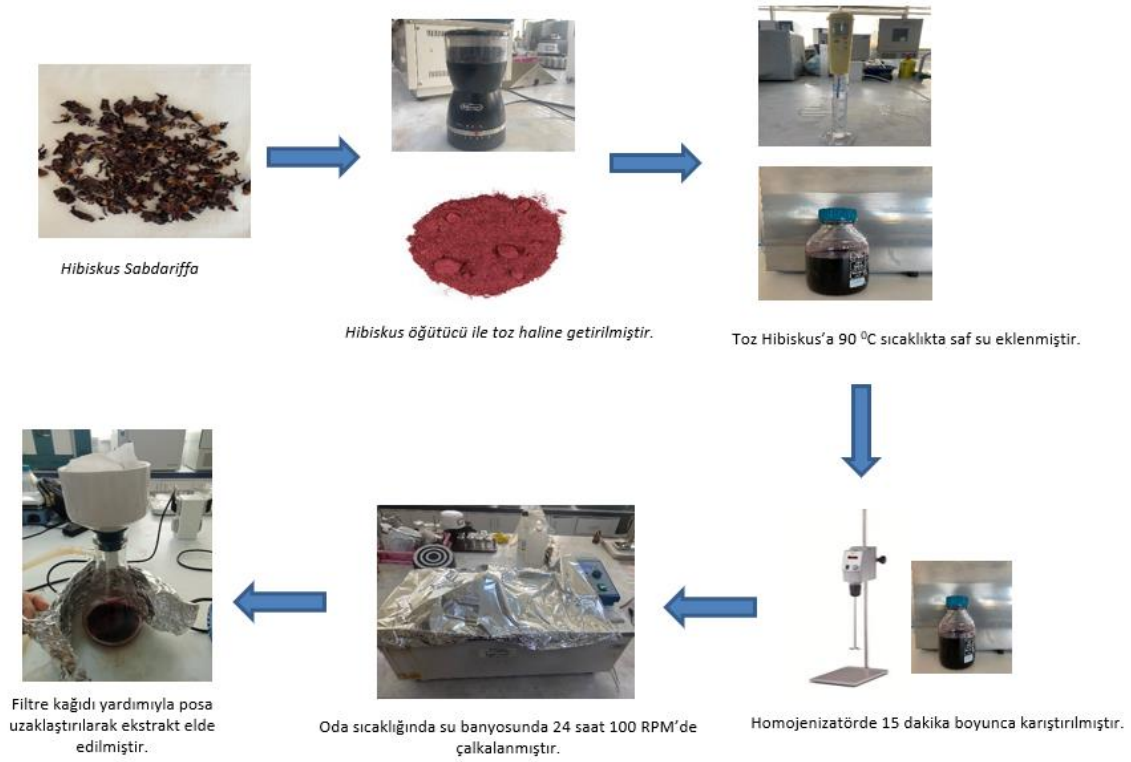 Hibiskus Sabdariffa
Hibiskus öğütücü ile toz haline getirilmiştir.
Toz Hibiskus’a 90 ⁰C sıcaklıkta saf su eklenmiştir.
Homojenizatörde 15 dakika boyunca karıştırılmıştır.
Oda sıcaklığında su banyosunda 24 saat 100 RPM’de
çalkalanmıştır.
Filtre kağıdı yardımıyla posa
uzaklaştırılarak ekstrakt elde
edilmiştir.